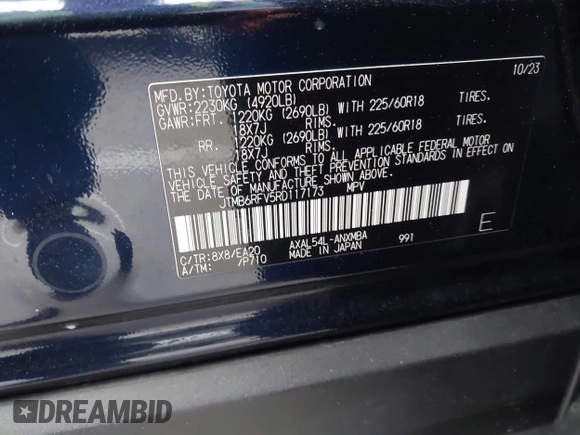 MFD.BY:TOYOTA MOTOR CORPORATION 10/23
GVWR:2230KG (4920LB)
GAWR:FRT. 1220KG (2690LB) WITH 225/60R18 TIRES.
18X7J RIMS.
RR. 1220KG (2690LB) WITH 225/60R18 TIRES.
18X7J RIMS.
THIS VEHICLE CONFORMS TO ALL APPLICABLE FEDERAL MOTOR
VEHICLE SAFETY AND THEFT PREVENTION STANDARDS IN EFFECT ON
THE DATE OF MANUFACTURE SHOWN ABOVE.
JTMB6RFV5RD117173 MPV
E
C/TR:8X8/EA20 AXAL54L-ANXMBA 991
A/TM: /P710 MADE IN JAPAN
DREAMBID